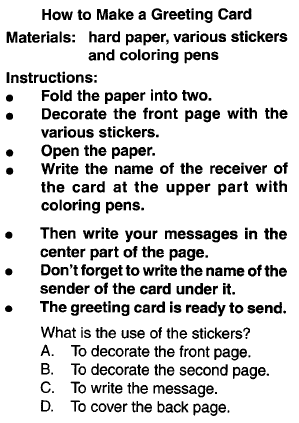 How to Make a Greeting Card
Materials: hard paper, various stickers
and coloring pens
Instructions:
● Fold the paper into two.
● Decorate the front page with the
various stickers.
● Open the paper.
● Write the name of the receiver of
the card at the upper part with
coloring pens.
● Then write your messages in the
center part of the page.
● Don't forget to write the name of the
sender of the card under it.
● The greeting card is ready to send.
What is the use of the stickers?
A. To decorate the front page.
B. To decorate the second page.
C. To write the message.
D. To cover the back page.